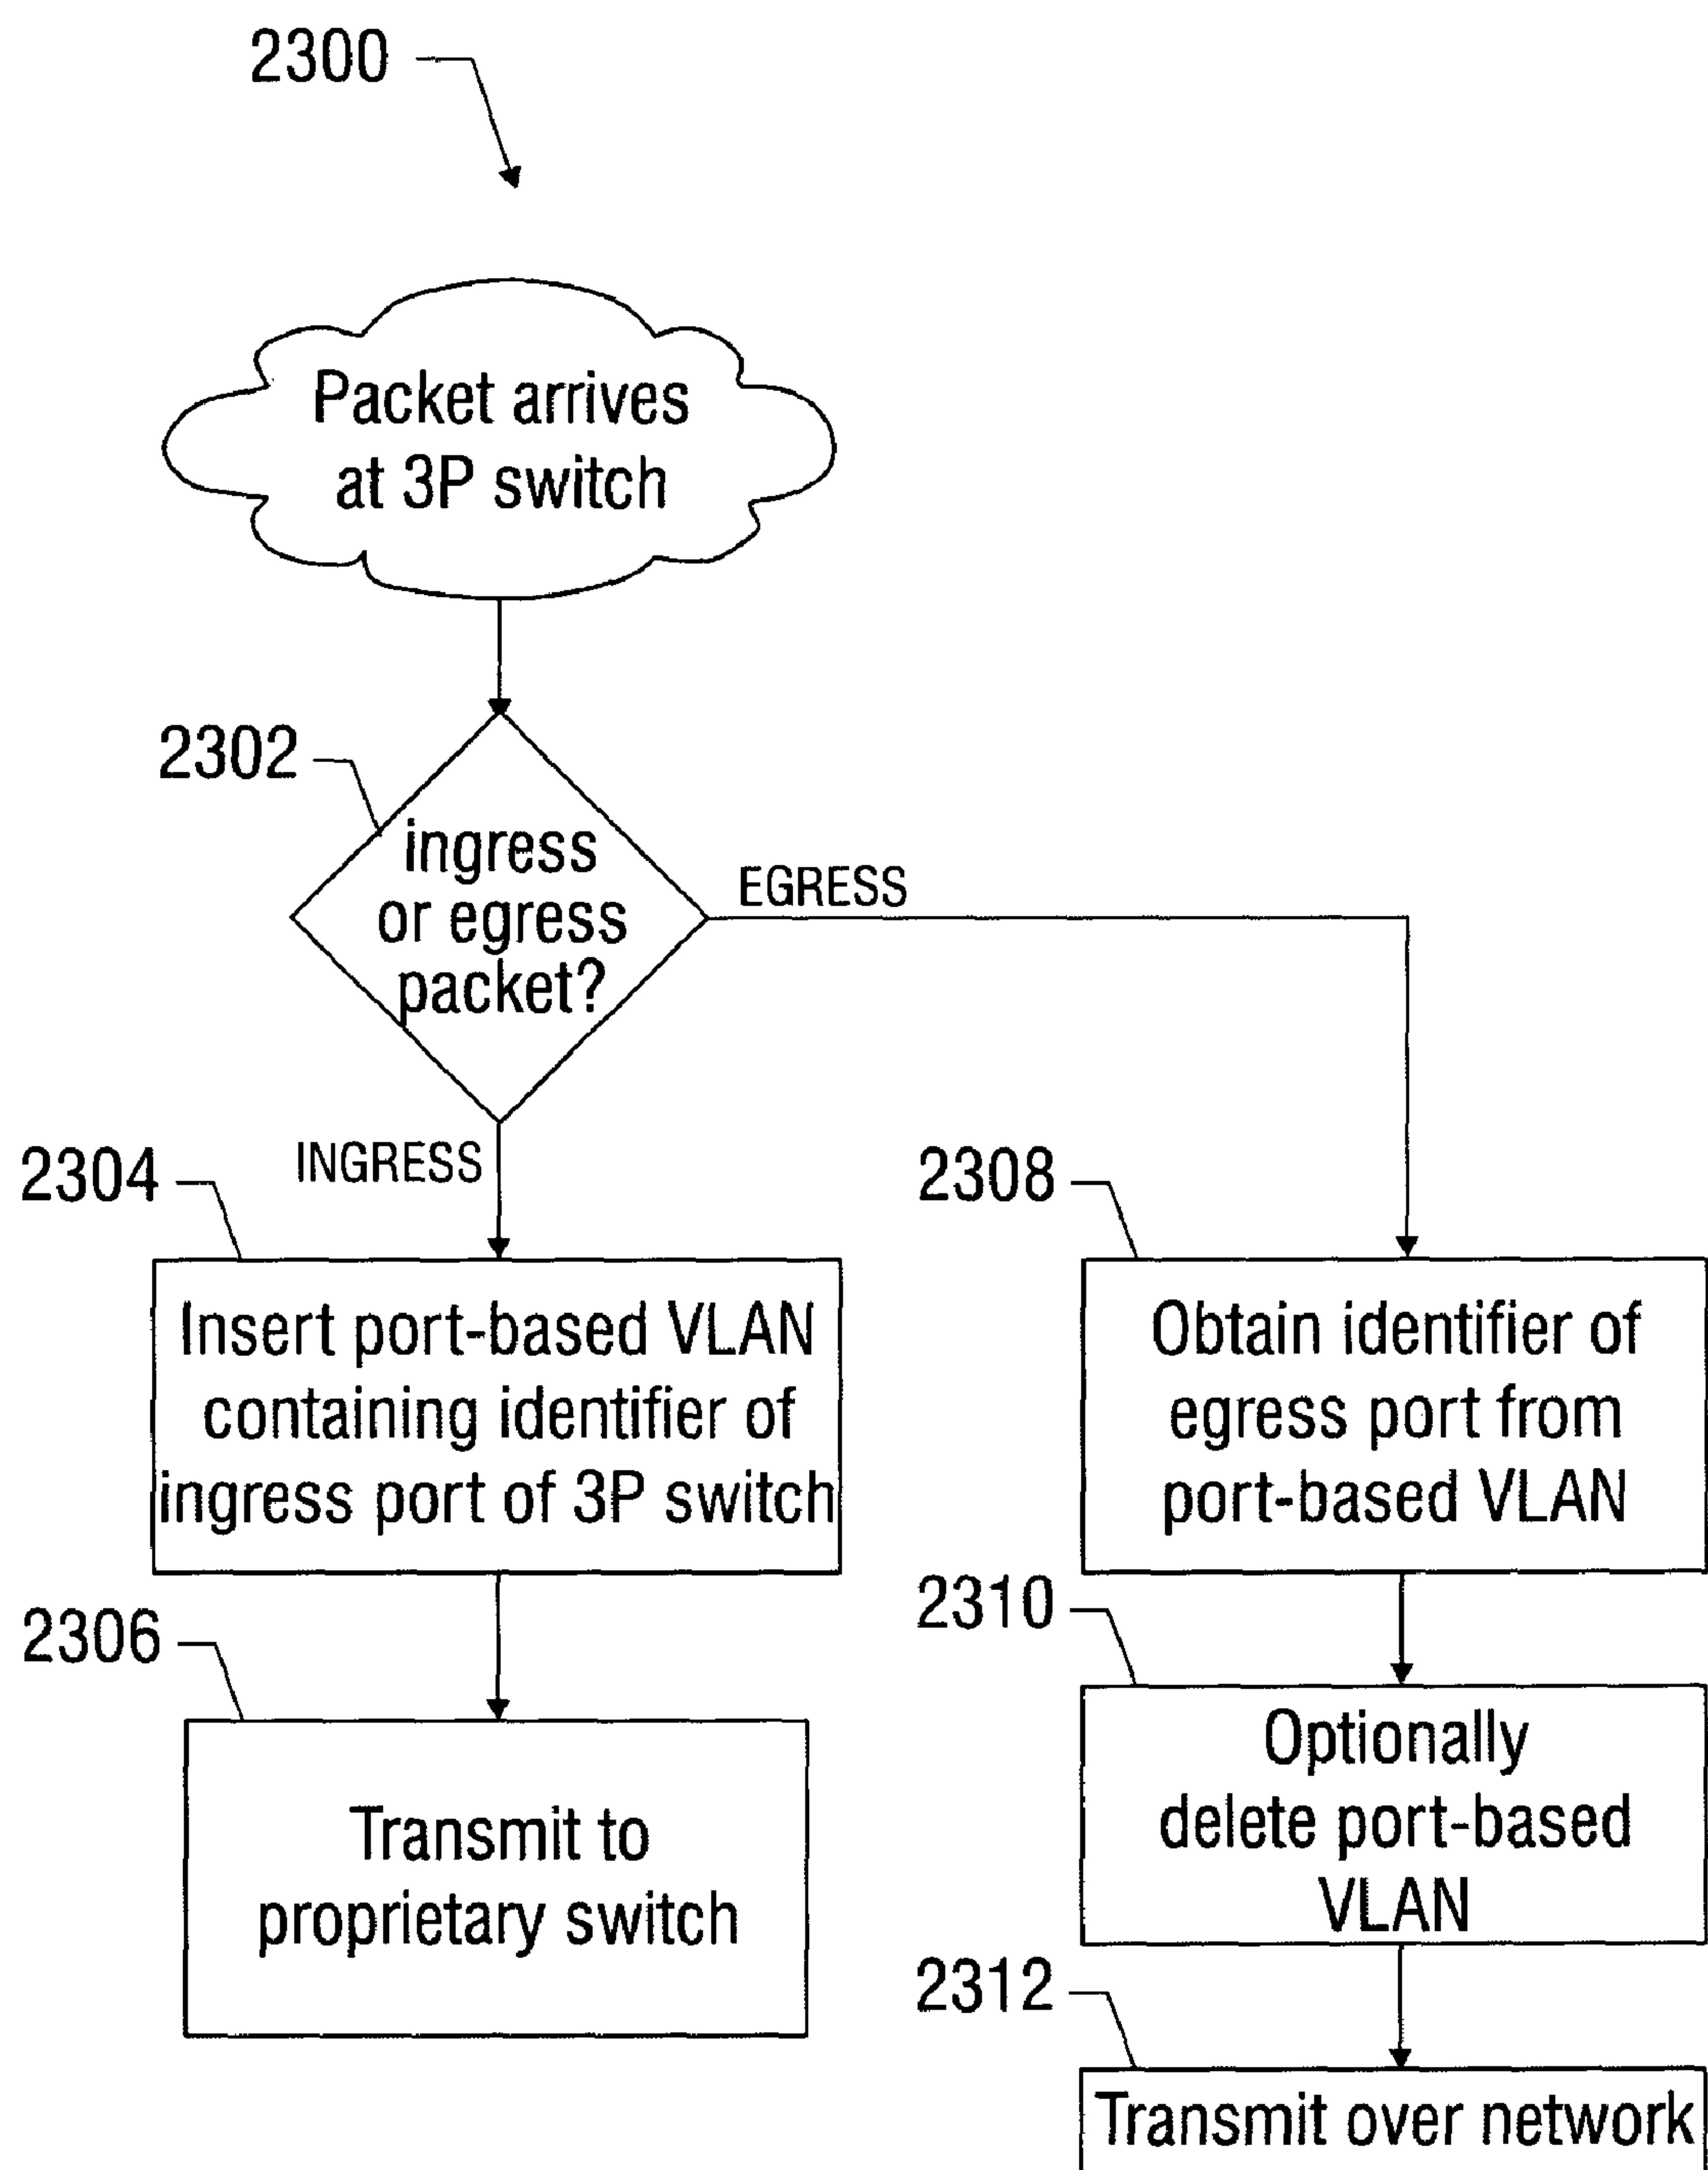 2300
Packet arrives
at 3P switch
2302
ingress
or egress
packet?
EGRESS
INGRESS
2304
Insert port-based VLAN
containing identifier of
ingress port of 3P switch
2306
Transmit to
proprietary switch
2308
Obtain identifier of
egress port from
port-based VLAN
2310
Optionally
delete port-based
VLAN
2312
Transmit over network